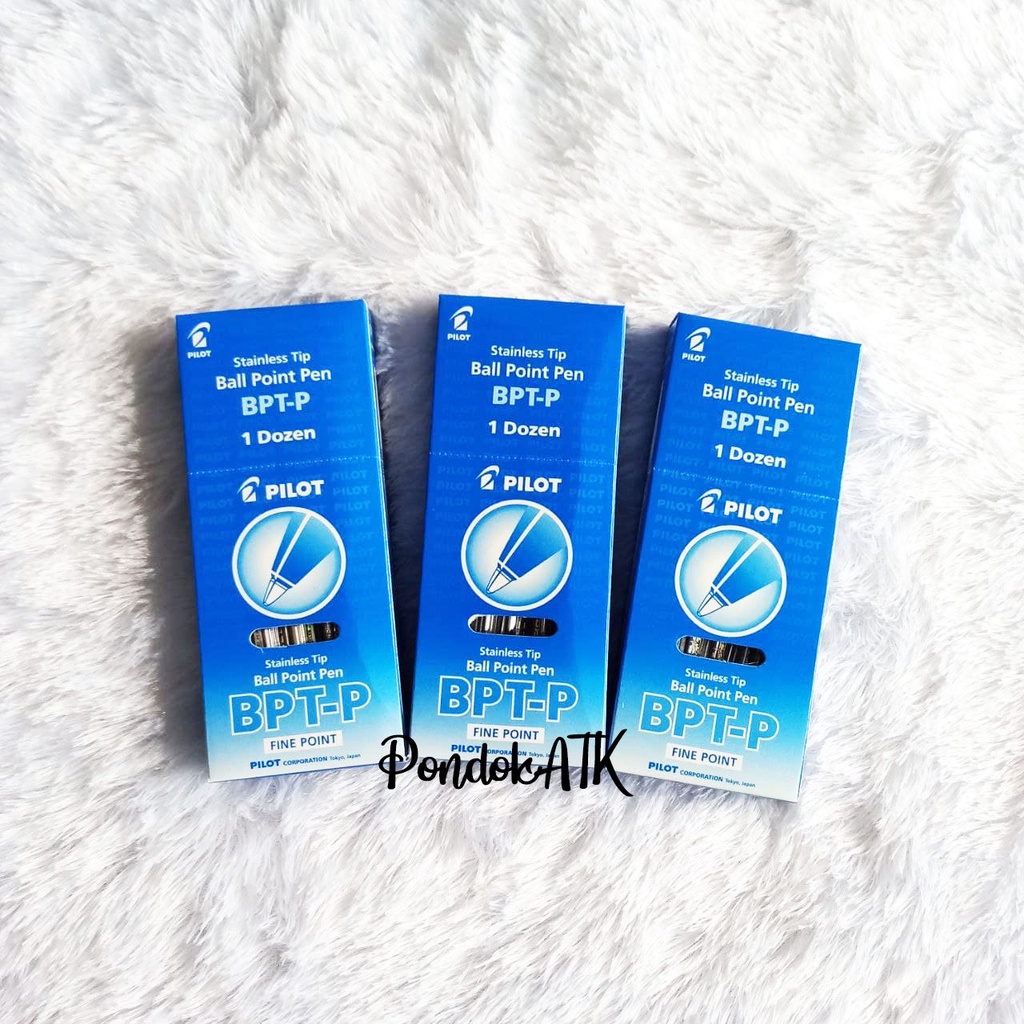 PILOT
Stainless Tip
Ball Point Pen
BPT-P
1 Dozen
PILOT
Stainless Tip
Ball Point Pen
BPT-P
FINE POINT
PILOT CORPORATION Tokyo, Japan
PILOT
Stainless Tip
Ball Point Pen
BPT-P
1 Dozen
PILOT
Stainless Tip
Ball Point Pen
BPT-P
FINE POINT
PILOT CORPORATION Tokyo, Japan
PILOT
Stainless Tip
Ball Point Pen
BPT-P
1 Dozen
PILOT
Stainless Tip
Ball Point Pen
BPT-P
FINE POINT
PILOT CORPORATION Tokyo, Japan
PondokATK